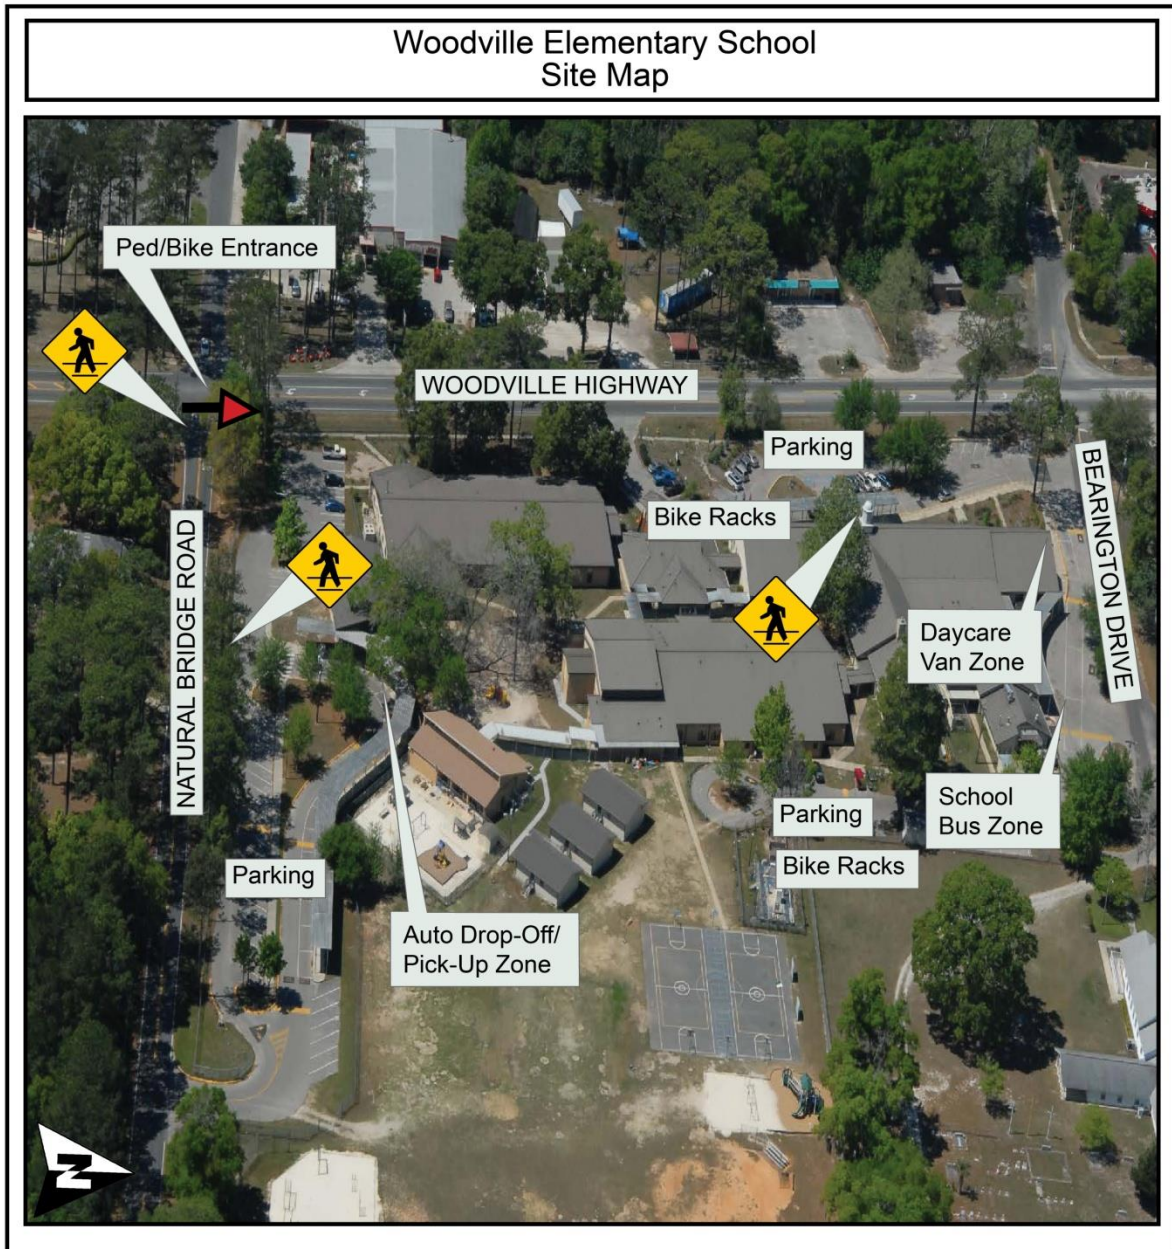 Woodville Elementary School
Site Map
Ped/Bike Entrance
WOODVILLE HIGHWAY
Parking
Bike Racks
BEARINGTON DRIVE
NATURAL BRIDGE ROAD
Daycare
Van Zone
School
Bus Zone
Parking
Bike Racks
Parking
Auto Drop-Off/
Pick-Up Zone
N